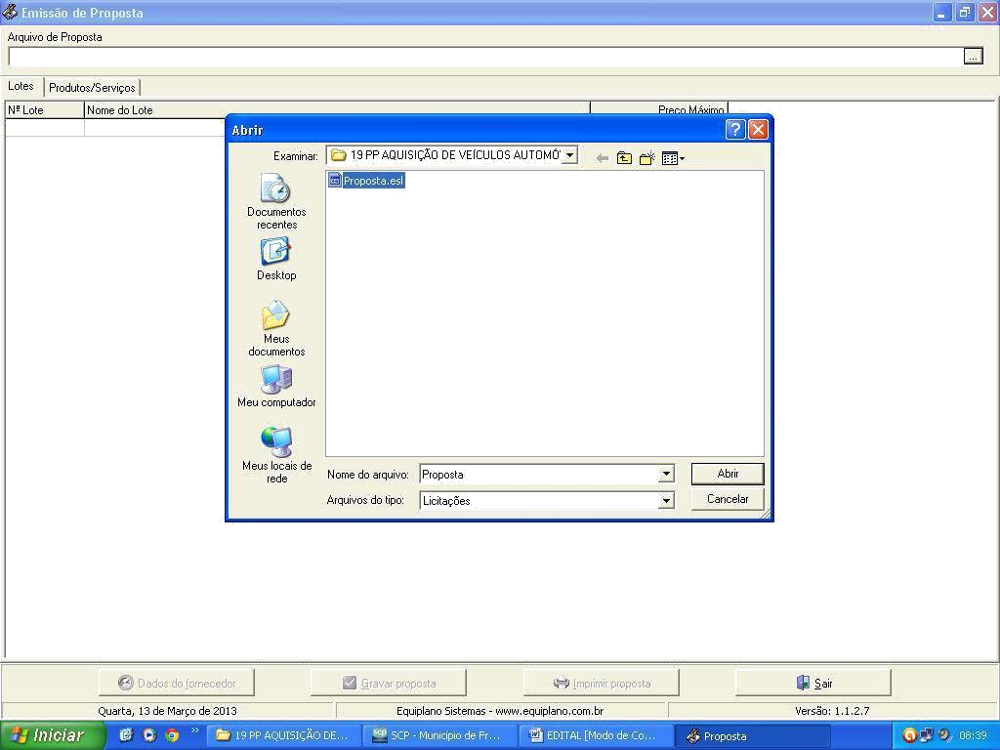 Emissão de Proposta
Arquivo de Proposta
...
Lotes
Produtos/Serviços
Nº Lote
Nome do Lote
Preço Máximo
Abrir
?
Examinar:
19 PP AQUISIÇÃO DE VEÍCULOS AUTOMÓ
Proposta.esl
Documentos
recentes
Desktop
Meus
documentos
Meu computador
Meus locais de
rede
Nome do arquivo:
Proposta
Abrir
Arquivos do tipo:
Licitações
Cancelar
Dados do fornecedor
Gravar proposta
Imprimir proposta
Sair
Quarta, 13 de Março de 2013
Equiplano Sistemas - www.equiplano.com.br
Versão: 1.1.2.7
Iniciar
»
19 PP AQUISIÇÃO DE...
SCP - Município de Fr...
EDITAL [Modo de Co...
Proposta
08:39